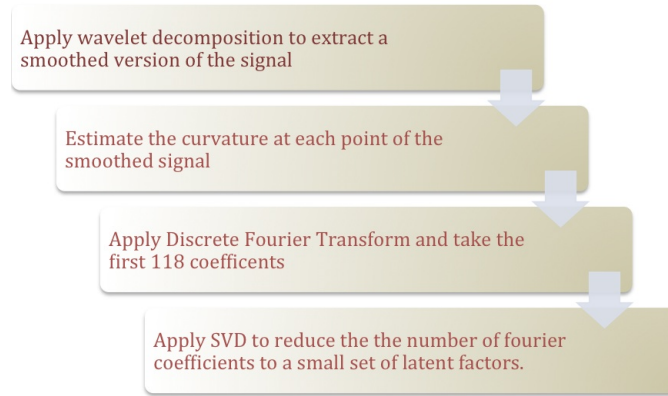 Apply wavelet decomposition to extract a
smoothed version of the signal
Estimate the curvature at each point of the
smoothed signal
Apply Discrete Fourier Transform and take the
first 118 coefficents
Apply SVD to reduce the the number of fourier
coefficients to a small set of latent factors.